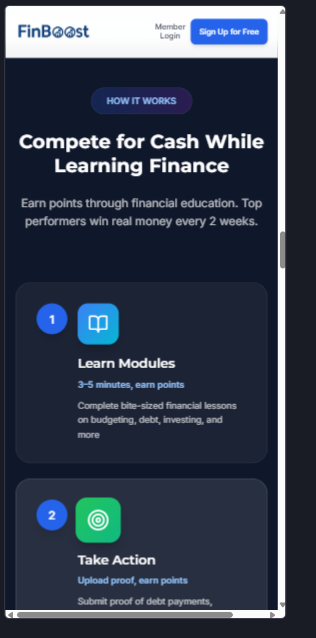 FinBoost
Member
Login
Sign Up for Free
HOW IT WORKS
Compete for Cash While
Learning Finance
Earn points through financial education. Top
performers win real money every 2 weeks.
1
Learn Modules
3–5 minutes, earn points
Complete bite-sized financial lessons
on budgeting, debt, investing, and
more
2
Take Action
Upload proof, earn points
Submit proof of debt payments,